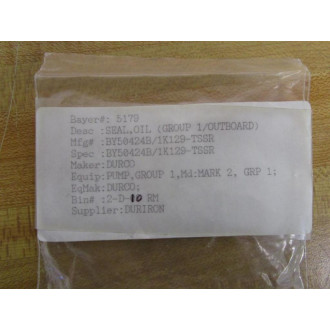 Bayer#: 5179
Desc :SEAL,OIL (GROUP 1/OUTBOARD)
Mfg# :BY50424B/1K129-TSSR
Spec :BY50424B/1K129-TSSR
Maker:DURCO
Equip:PUMP,GROUP 1,Md:MARK 2, GRP 1;
EqMak:DURCO;
Bin# :2-D-10 RM
Supplier:DURIRON